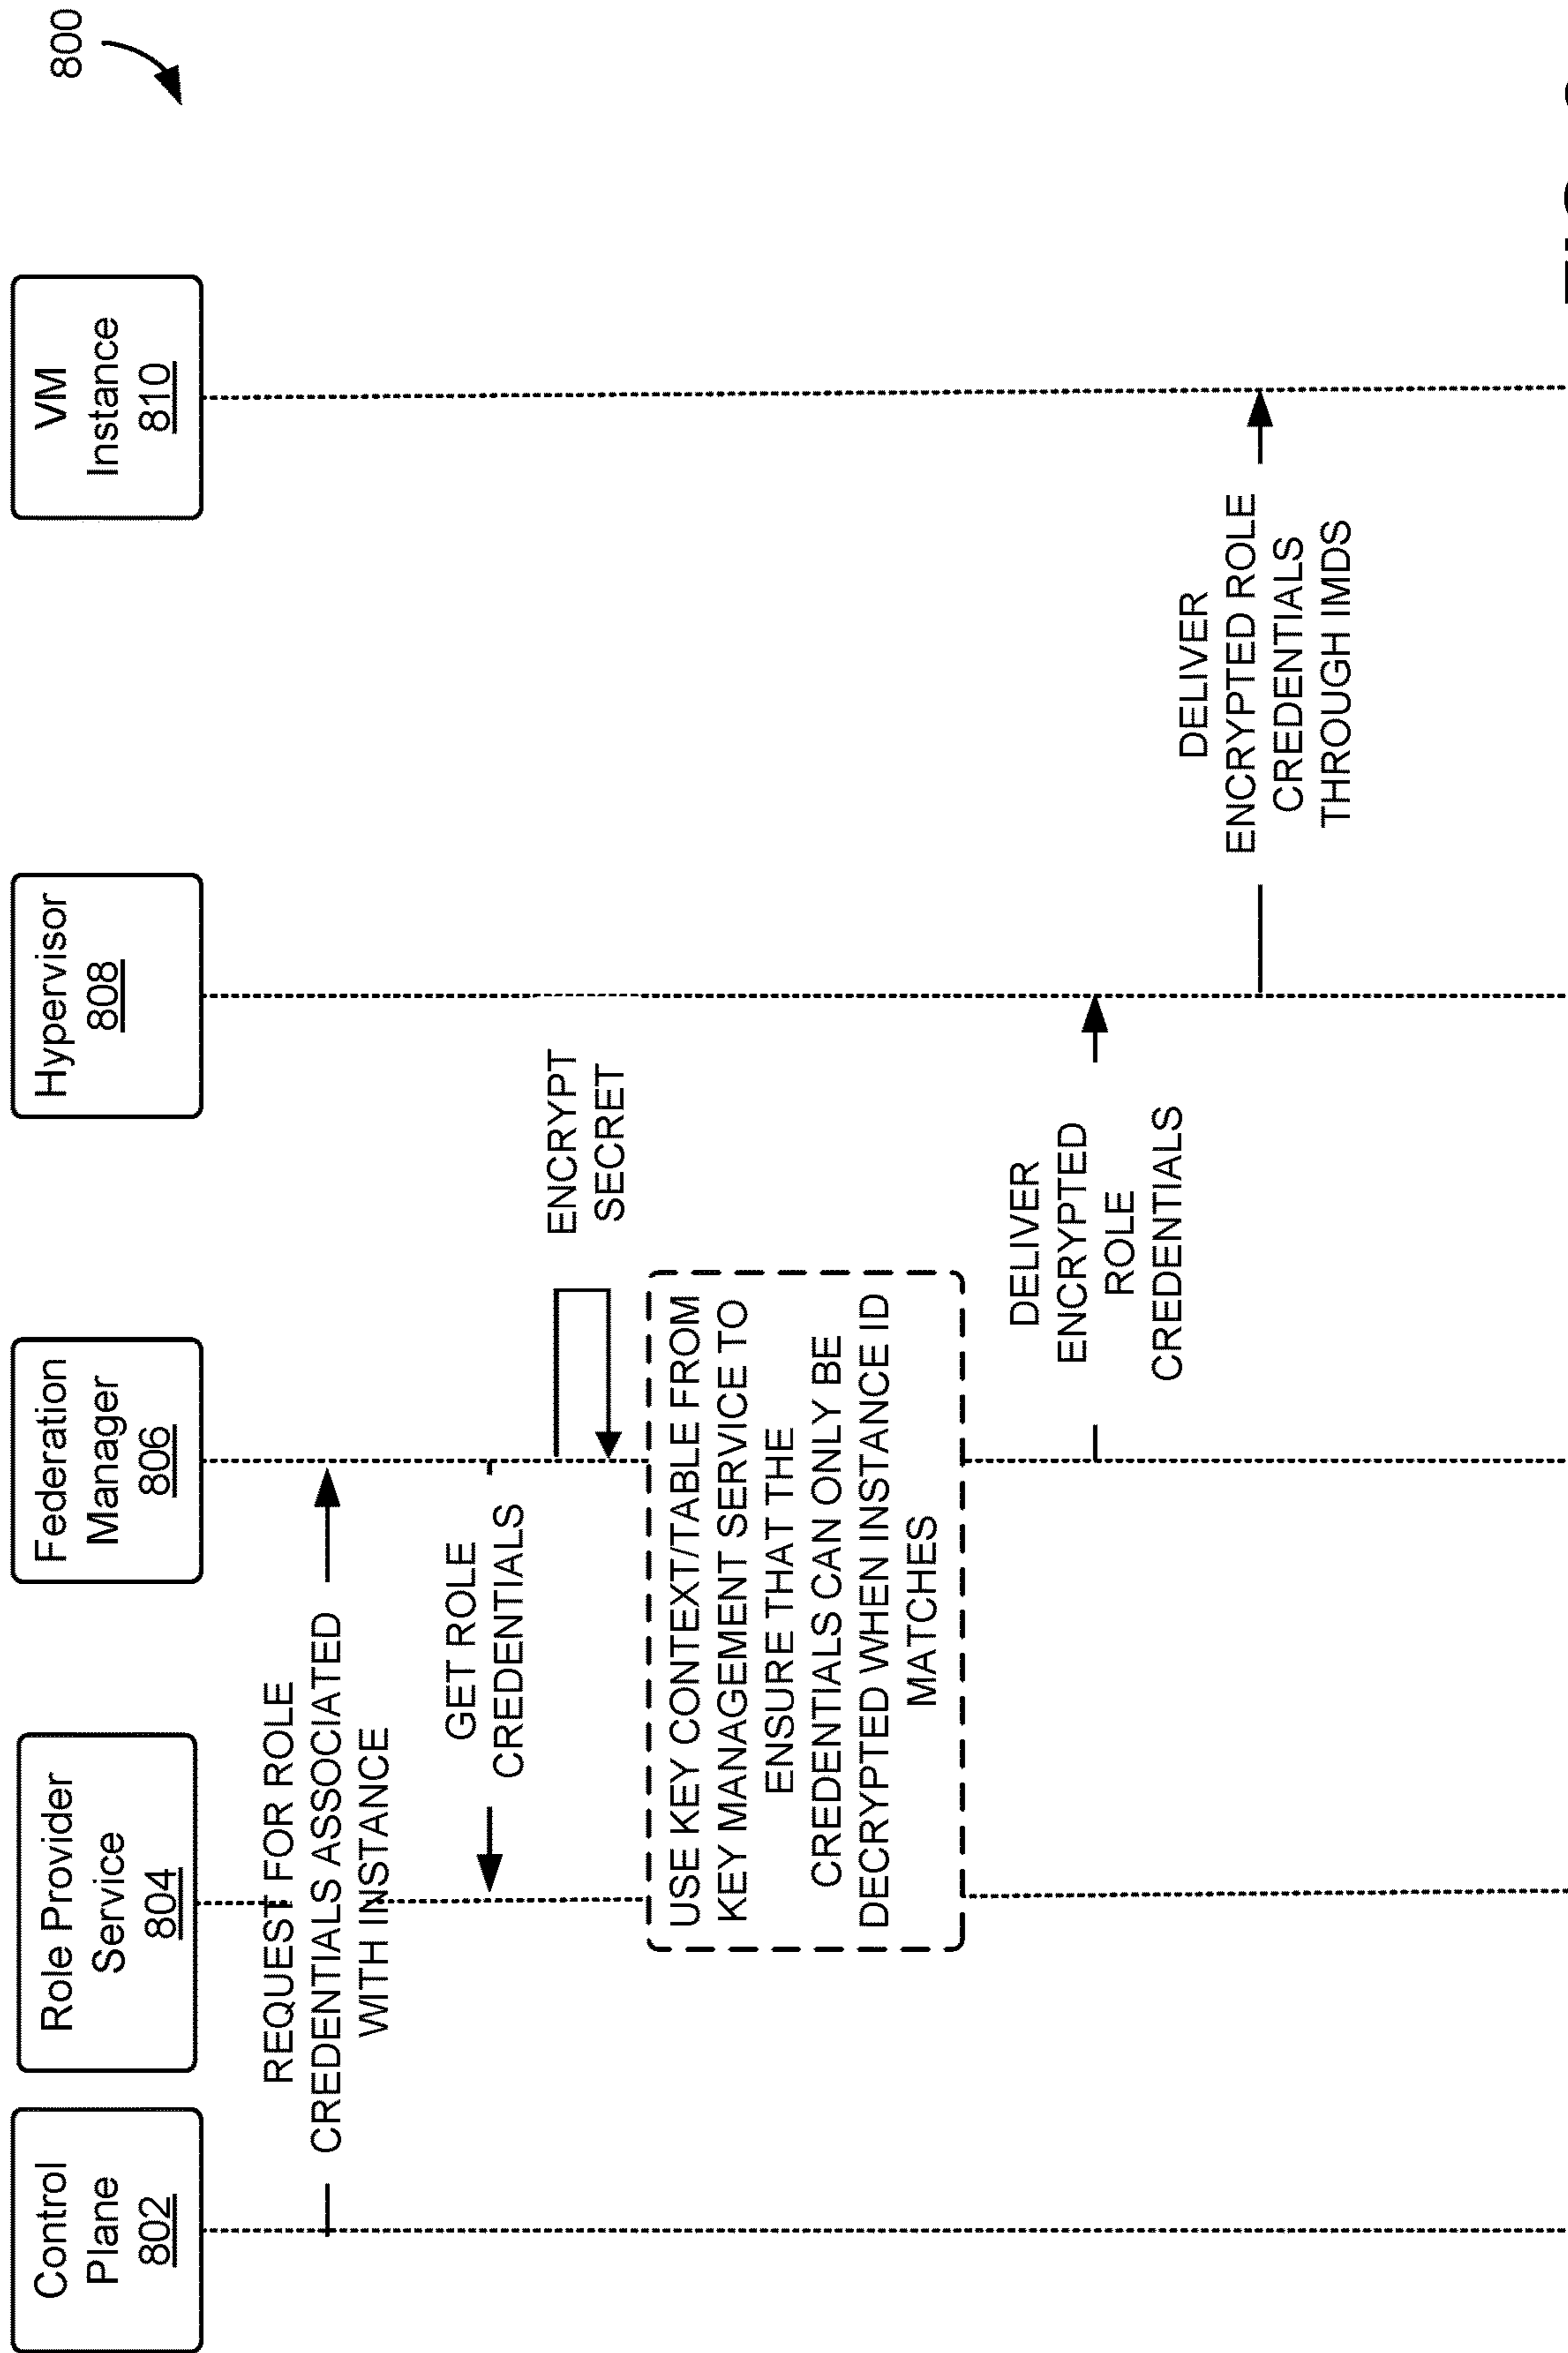 800
Control
Plane
802
Role Provider
Service
804
Federation
Manager
806
Hypervisor
808
VM
Instance
810
REQUEST FOR ROLE
CREDENTIALS ASSOCIATED
WITH INSTANCE
GET ROLE
CREDENTIALS
ENCRYPT
SECRET
USE KEY CONTEXT/TABLE FROM
KEY MANAGEMENT SERVICE TO
ENSURE THAT THE
CREDENTIALS CAN ONLY BE
DECRYPTED WHEN INSTANCE ID
MATCHES
DELIVER
ENCRYPTED
ROLE
CREDENTIALS
DELIVER
ENCRYPTED ROLE
CREDENTIALS
THROUGH IMDS